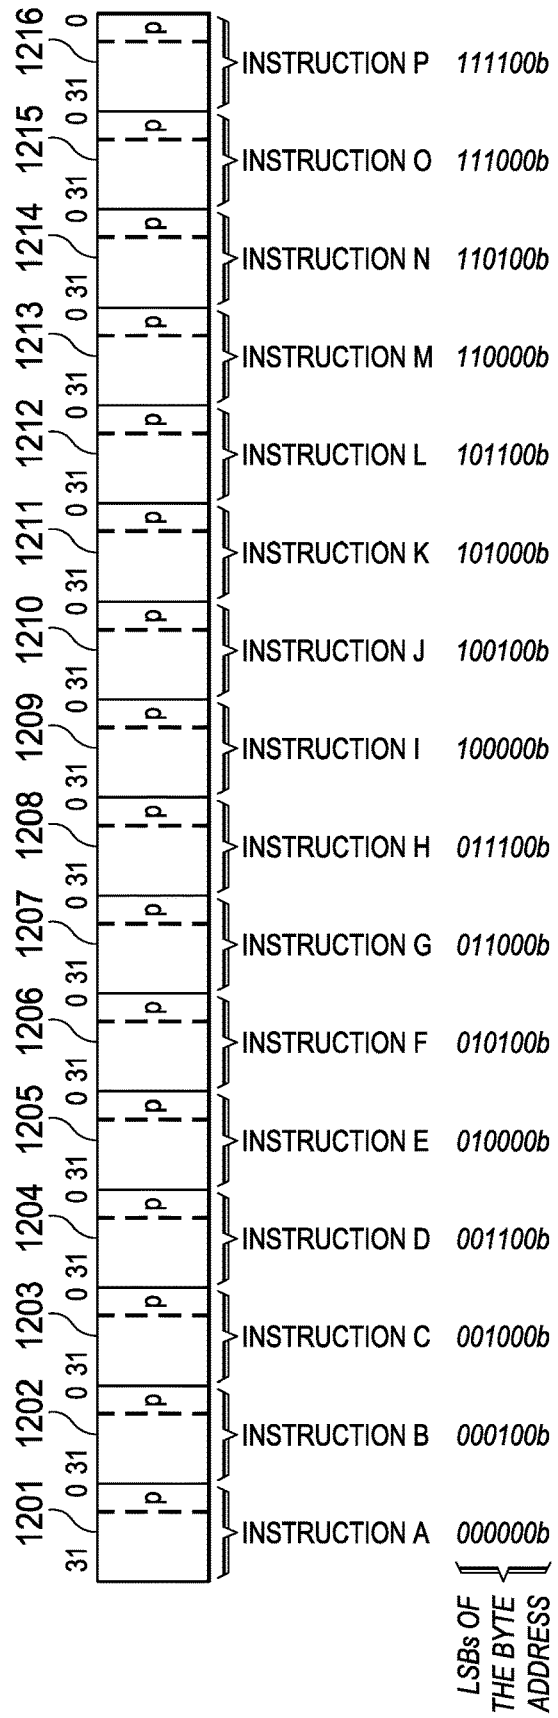 1201 1202 1203 1204 1205 1206 1207 1208 1209 1210 1211 1212 1213 1214 1215 1216
31 0 31 0 31 0 31 0 31 0 31 0 31 0 31 0 31 0 31 0 31 0 31 0 31 0 31 0 31 0 31 0
p p p p p p p p p p p p p p p p
INSTRUCTION P 111100b
INSTRUCTION O 111000b
INSTRUCTION N 110100b
INSTRUCTION M 110000b
INSTRUCTION L 101100b
INSTRUCTION K 101000b
INSTRUCTION J 100100b
INSTRUCTION I 100000b
INSTRUCTION H 011100b
INSTRUCTION G 011000b
INSTRUCTION F 010100b
INSTRUCTION E 010000b
INSTRUCTION D 001100b
INSTRUCTION C 001000b
INSTRUCTION B 000100b
INSTRUCTION A 000000b
LSBs OF
THE BYTE
ADDRESS